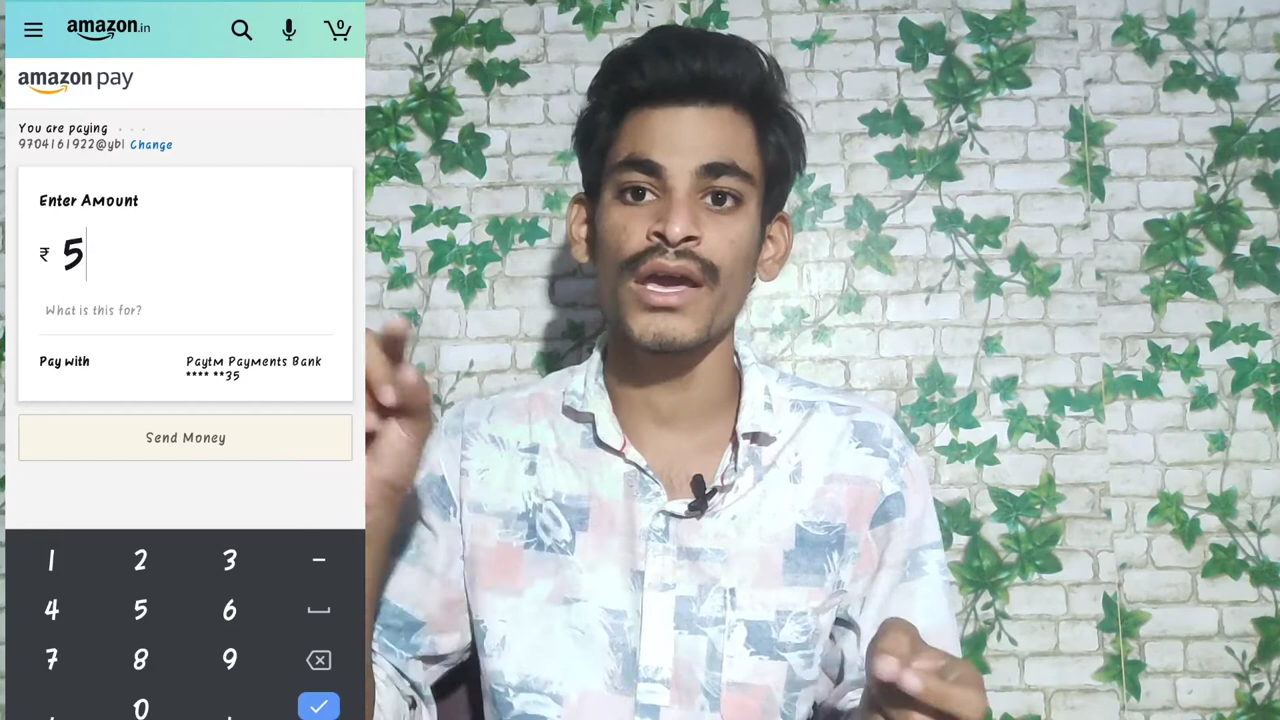 amazon.in
0
amazon pay
You are paying
9704161922@ybl Change
Enter Amount
₹ 5
What is this for?
Pay with Paytm Payments Bank
**** **35
Send Money
1 2 3 -
4 5 6
7 8 9
, 0 .